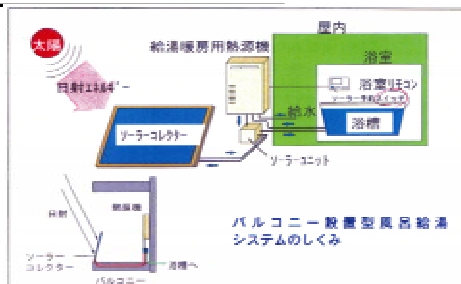 太陽
日射エネルギー
給湯暖房用熱源機
屋内
浴室
浴室リモコン
ソーラー予約スイッチ
給水
浴槽
ソーラーコレクター
ソーラーユニット
日射
熱源機
ソーラー
コレクター
浴槽へ
バルコニー
バルコニー設置型風呂給湯
システムのしくみ